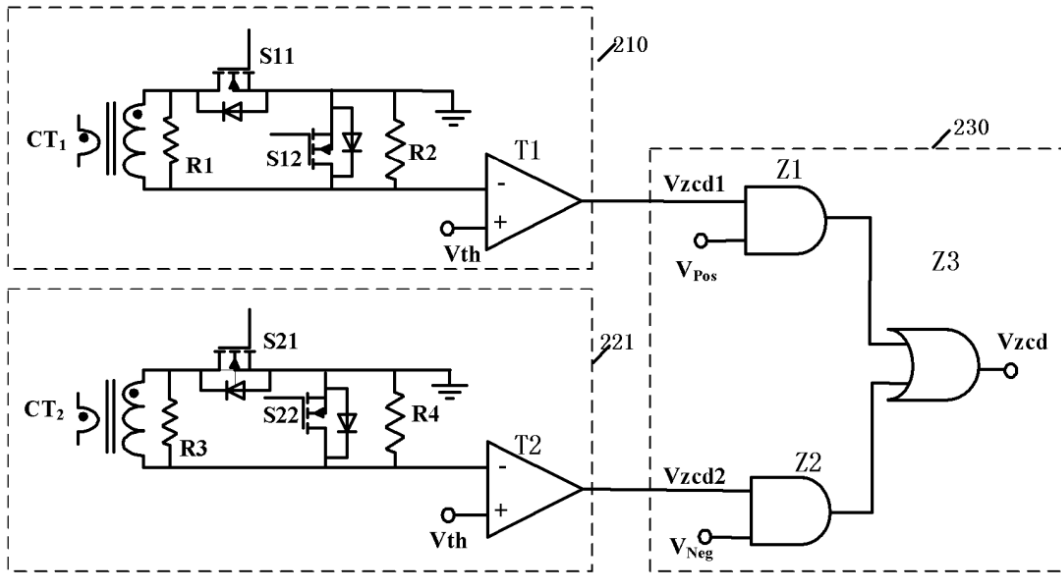 210
S11
CT1
R1
S12
R2
T1
-
+
Vth
230
Vzcd1
Z1
VPos
Z3
Vzcd
221
S21
CT2
R3
S22
R4
T2
-
+
Vth
Vzcd2
Z2
VNeg